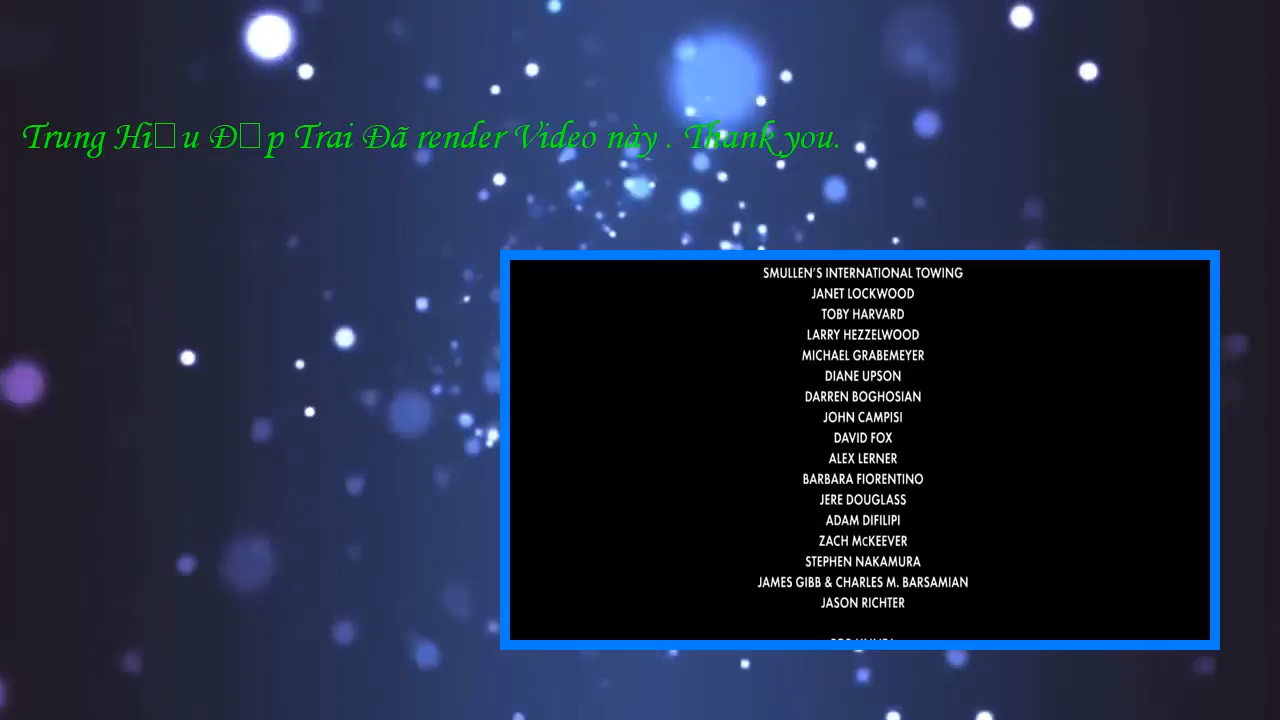 Trung Hi□u Đ□p Trai Đã render Video này . Thank you.
SMULLEN'S INTERNATIONAL TOWING
JANET LOCKWOOD
TOBY HARVARD
LARRY HEZZELWOOD
MICHAEL GRABEMEYER
DIANE UPSON
DARREN BOGHOSIAN
JOHN CAMPISI
DAVID FOX
ALEX LERNER
BARBARA FIORENTINO
JERE DOUGLASS
ADAM DIFILIPI
ZACH McKEEVER
STEPHEN NAKAMURA
JAMES GIBB & CHARLES M. BARSAMIAN
JASON RICHTER